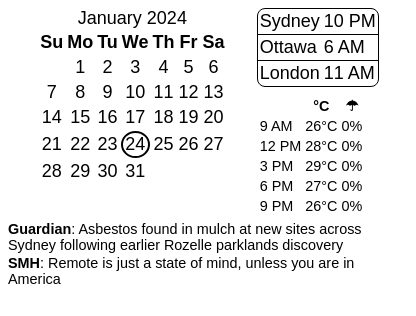 January 2024
Su Mo Tu We Th Fr Sa
1 2 3 4 5 6
7 8 9 10 11 12 13
14 15 16 17 18 19 20
21 22 23 24 25 26 27
28 29 30 31
Sydney 10 PM
Ottawa 6 AM
London 11 AM
°C ☂
9 AM 26°C 0%
12 PM 28°C 0%
3 PM 29°C 0%
6 PM 27°C 0%
9 PM 26°C 0%
Guardian: Asbestos found in mulch at new sites across
Sydney following earlier Rozelle parklands discovery
SMH: Remote is just a state of mind, unless you are in
America